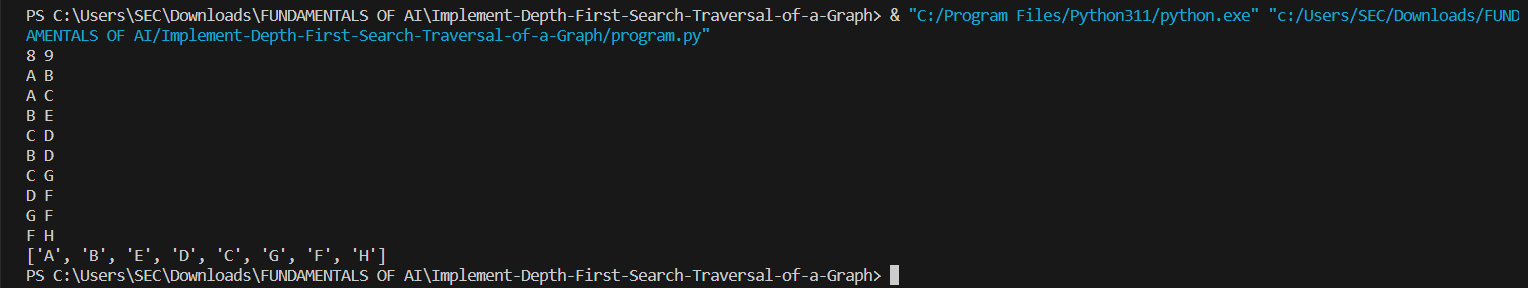 PS C:\Users\SEC\Downloads\FUNDAMENTALS OF AI\Implement-Depth-First-Search-Traversal-of-a-Graph> & "C:/Program Files/Python311/python.exe" "c:/Users/SEC/Downloads/FUND
AMENTALS OF AI/Implement-Depth-First-Search-Traversal-of-a-Graph/program.py"
8 9
A B
A C
B E
C D
B D
C G
D F
G F
F H
['A', 'B', 'E', 'D', 'C', 'G', 'F', 'H']
PS C:\Users\SEC\Downloads\FUNDAMENTALS OF AI\Implement-Depth-First-Search-Traversal-of-a-Graph>